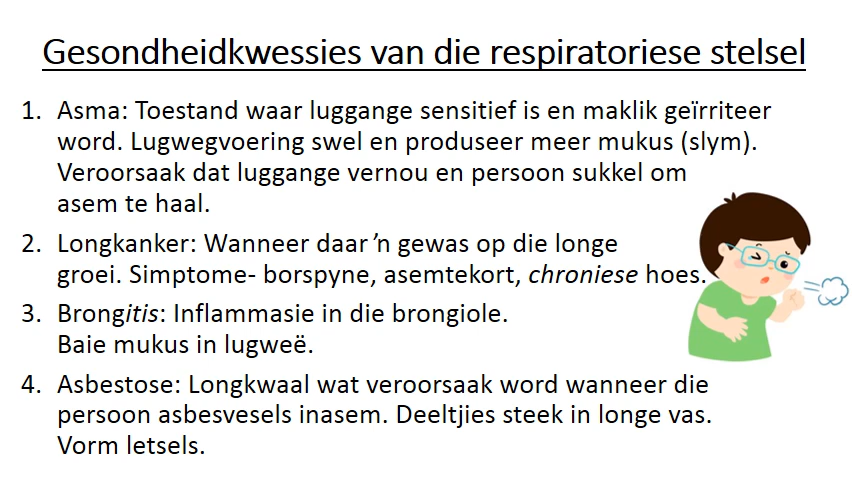 Gesondheidkwessies van die respiratoriese stelsel
1. Asma: Toestand waar luggange sensitief is en maklik geïrriteer
word. Lugwegvoering swel en produseer meer mukus (slym).
Veroorsaak dat luggange vernou en persoon sukkel om
asem te haal.
2. Longkanker: Wanneer daar 'n gewas op die longe
groei. Simptome- borspyne, asemtekort, chroniese hoes.
3. Brongitis: Inflammasie in die brongiole.
Baie mukus in lugweë.
4. Asbestose: Longkwaal wat veroorsaak word wanneer die
persoon asbesvesels inasem. Deeltjies steek in longe vas.
Vorm letsels.